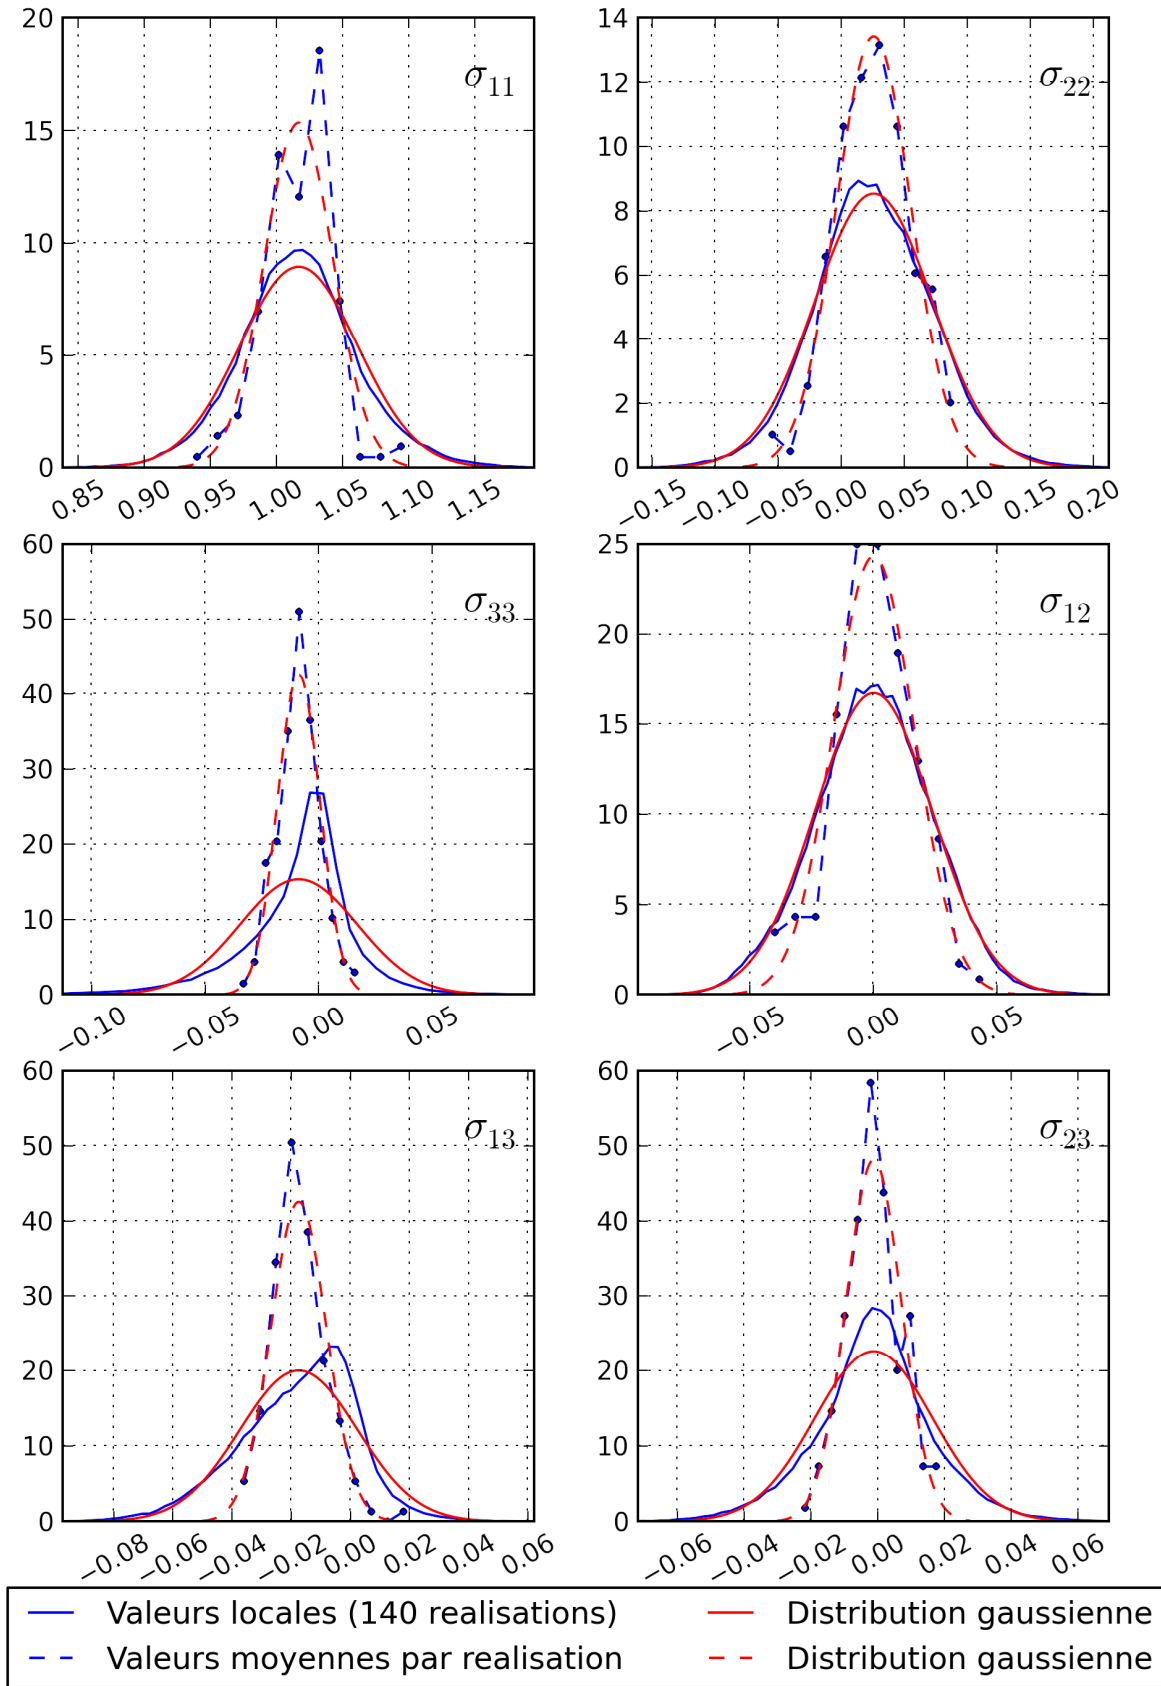 20
15
10
5
0
σ11
0.85 0.90 0.95 1.00 1.05 1.10 1.15
14
12
10
8
6
4
2
0
σ22
−0.15 −0.10 −0.05 0.00 0.05 0.10 0.15 0.20
60
50
40
30
20
10
0
σ33
−0.10 −0.05 0.00 0.05
25
20
15
10
5
0
σ12
−0.05 0.00 0.05
60
50
40
30
20
10
0
σ13
−0.08 −0.06 −0.04 −0.02 0.00 0.02 0.04 0.06
60
50
40
30
20
10
0
σ23
−0.06 −0.04 −0.02 0.00 0.02 0.04 0.06
Valeurs locales (140 realisations)
Distribution gaussienne
Valeurs moyennes par realisation
Distribution gaussienne